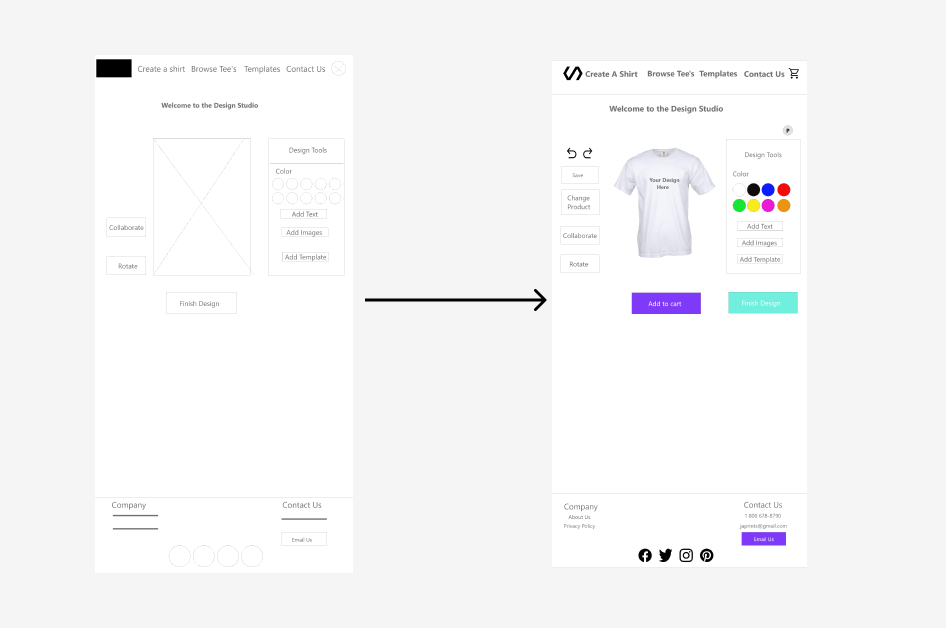 Create a shirt Browse Tee's Templates Contact Us
Welcome to the Design Studio
Design Tools
Color
Add Text
Add Images
Add Template
Collaborate
Rotate
Finish Design
Company
Contact Us
Email Us
Create A Shirt Browse Tee's Templates Contact Us
Welcome to the Design Studio
P
Save
Change
Product
Collaborate
Rotate
Your Design
Here
Design Tools
Color
Add Text
Add Images
Add Template
Add to cart
Finish Design
Company
About Us
Privacy Policy
Contact Us
1 800 678-8790
Email Us